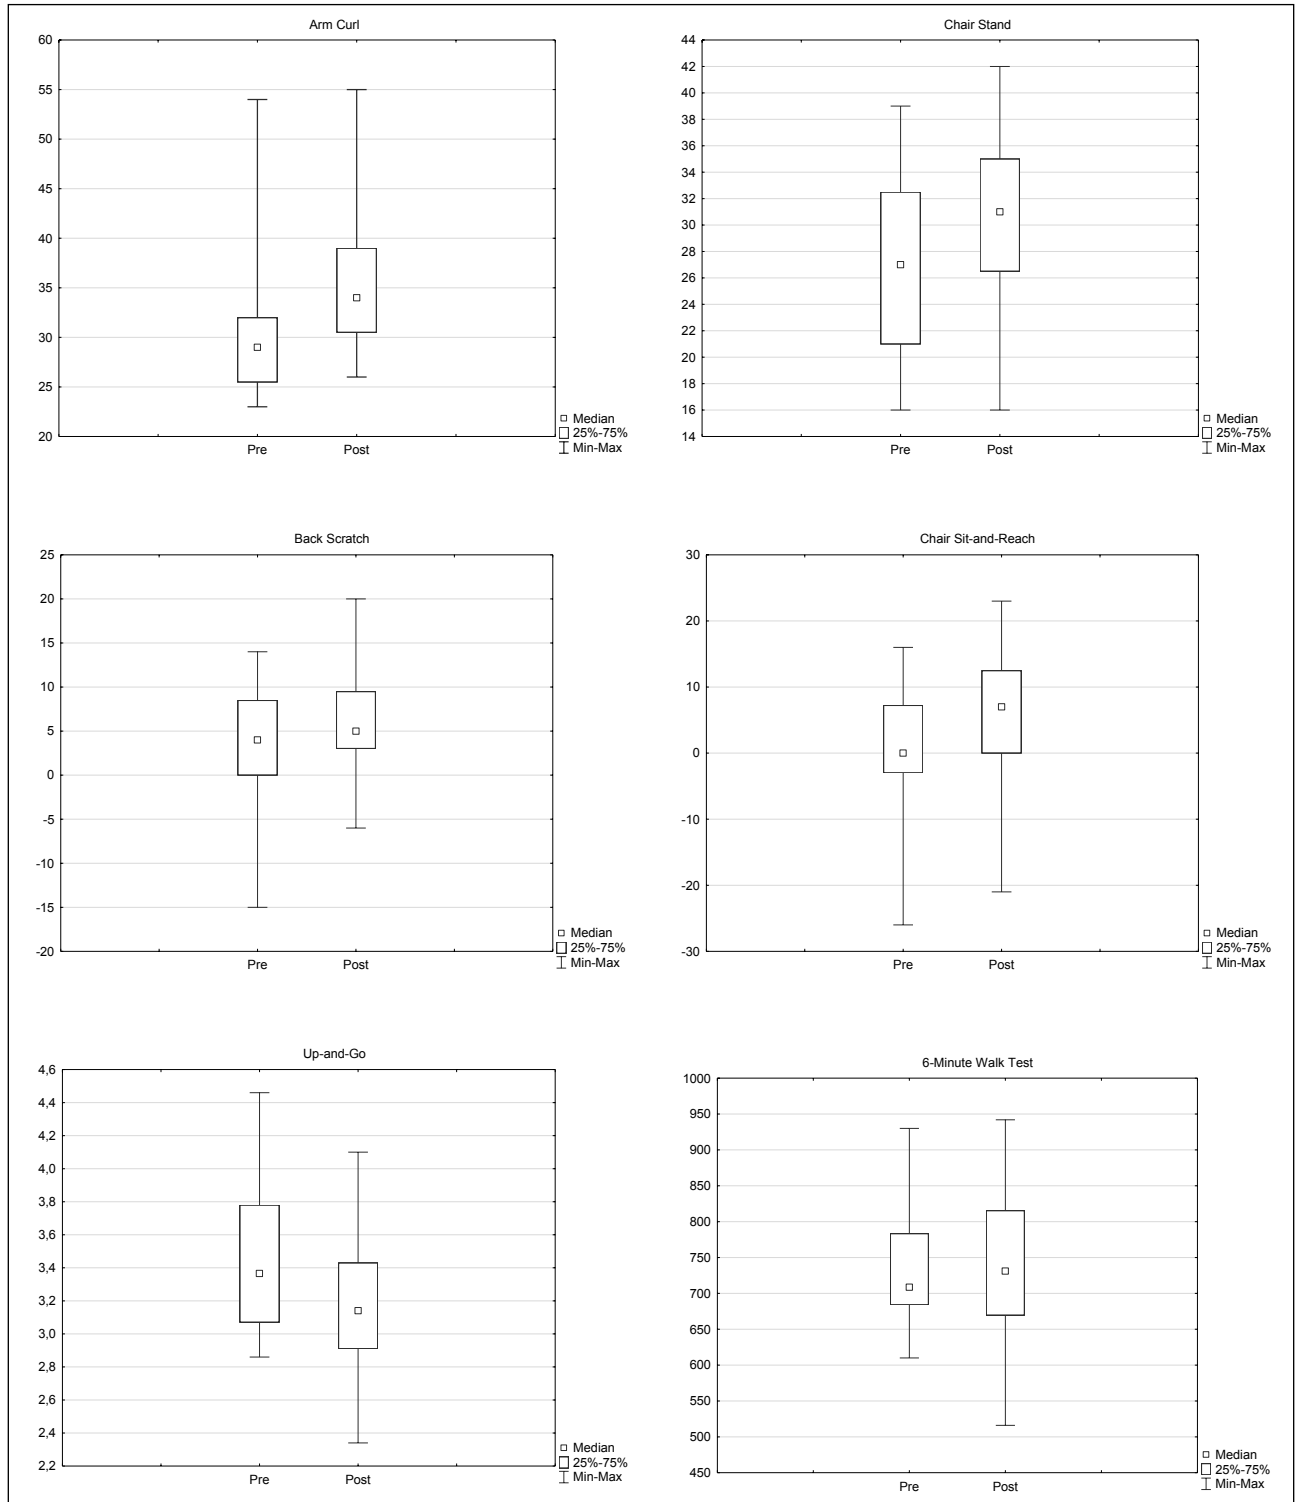 Arm Curl
60
55
50
45
40
35
30
25
20
Pre
Post
Median
25%-75%
Min-Max
Chair Stand
44
42
40
38
36
34
32
30
28
26
24
22
20
18
16
14
Pre
Post
Median
25%-75%
Min-Max
Back Scratch
25
20
15
10
5
0
-5
-10
-15
-20
Pre
Post
Median
25%-75%
Min-Max
Chair Sit-and-Reach
30
20
10
0
-10
-20
-30
Pre
Post
Median
25%-75%
Min-Max
Up-and-Go
4,6
4,4
4,2
4,0
3,8
3,6
3,4
3,2
3,0
2,8
2,6
2,4
2,2
Pre
Post
Median
25%-75%
Min-Max
6-Minute Walk Test
1000
950
900
850
800
750
700
650
600
550
500
450
Pre
Post
Median
25%-75%
Min-Max